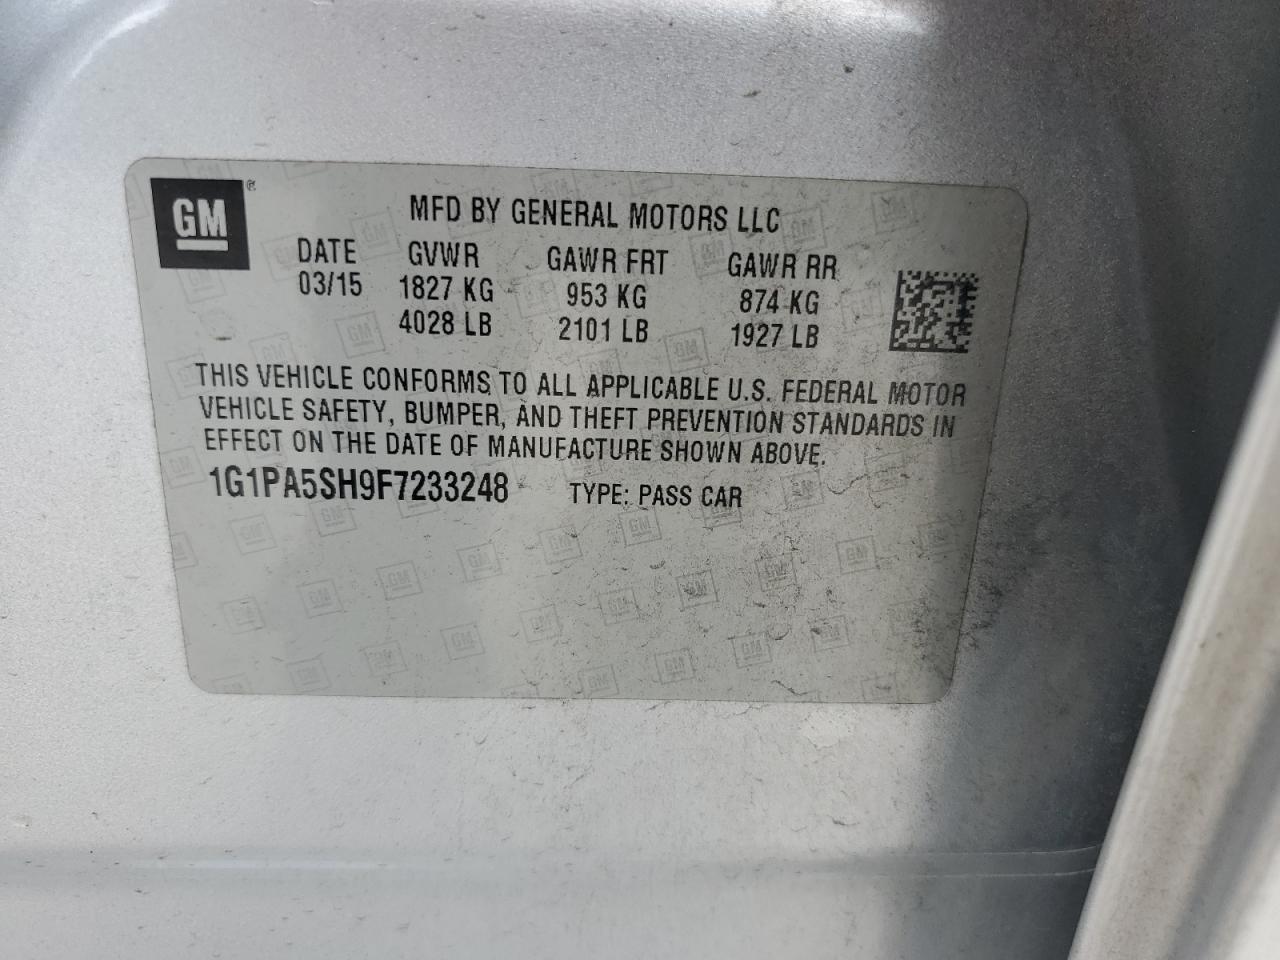 GM ®
MFD BY GENERAL MOTORS LLC
DATE GVWR GAWR FRT GAWR RR
03/15 1827 KG 953 KG 874 KG
4028 LB 2101 LB 1927 LB
THIS VEHICLE CONFORMS TO ALL APPLICABLE U.S. FEDERAL MOTOR
VEHICLE SAFETY, BUMPER, AND THEFT PREVENTION STANDARDS IN
EFFECT ON THE DATE OF MANUFACTURE SHOWN ABOVE.
1G1PA5SH9F7233248 TYPE: PASS CAR